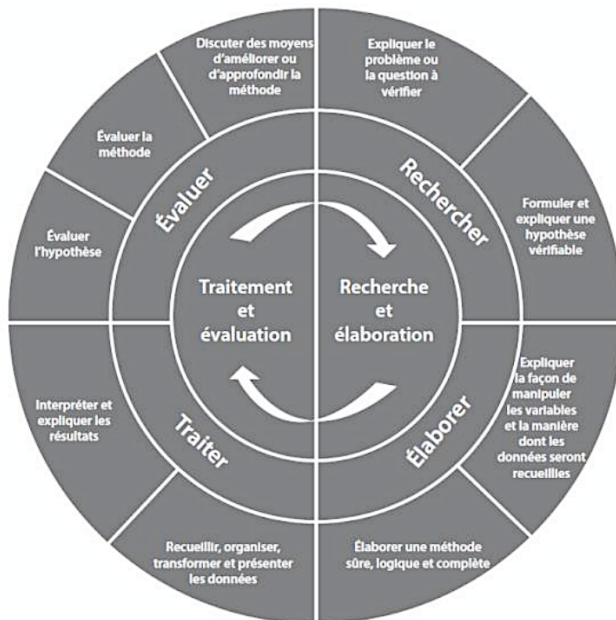 Discuter des moyens
d'améliorer ou
d'approfondir la
méthode
Expliquer le
problème ou
la question à
vérifier
Évaluer la
méthode
Évaluer
Rechercher
Évaluer
l'hypothèse
Formuler et
expliquer une
hypothèse
vérifiable
Traitement
et
évaluation
Recherche
et
élaboration
Interpréter et
expliquer les
résultats
Traiter
Élaborer
Expliquer
la façon de
manipuler
les variables
et la manière
dont les
données seront
recueillies
Recueillir, organiser,
transformer et présenter
les données
Élaborer une méthode
sûre, logique et complète